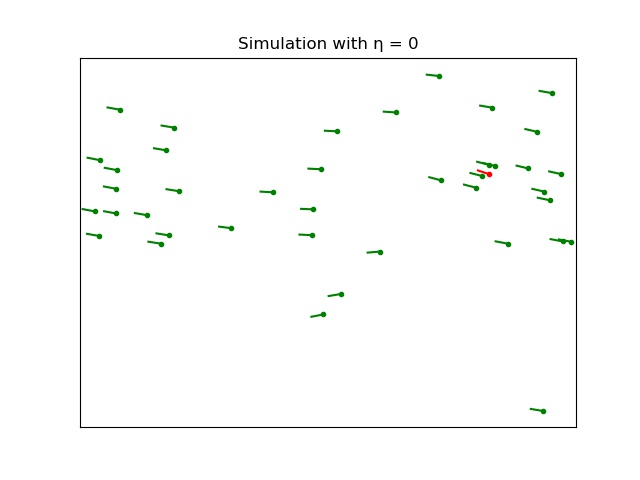 Simulation with η = 0